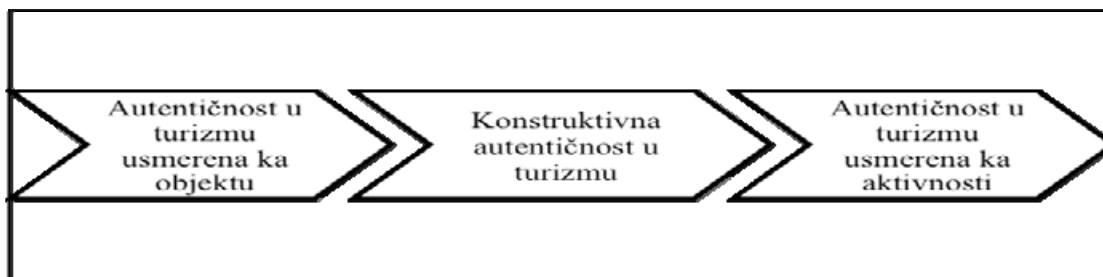 Autentičnost u
turizmu
usmerena ka
objektu
Konstruktivna
autentičnost u
turizmu
Autentičnost u
turizmu
usmerena ka
aktivnosti